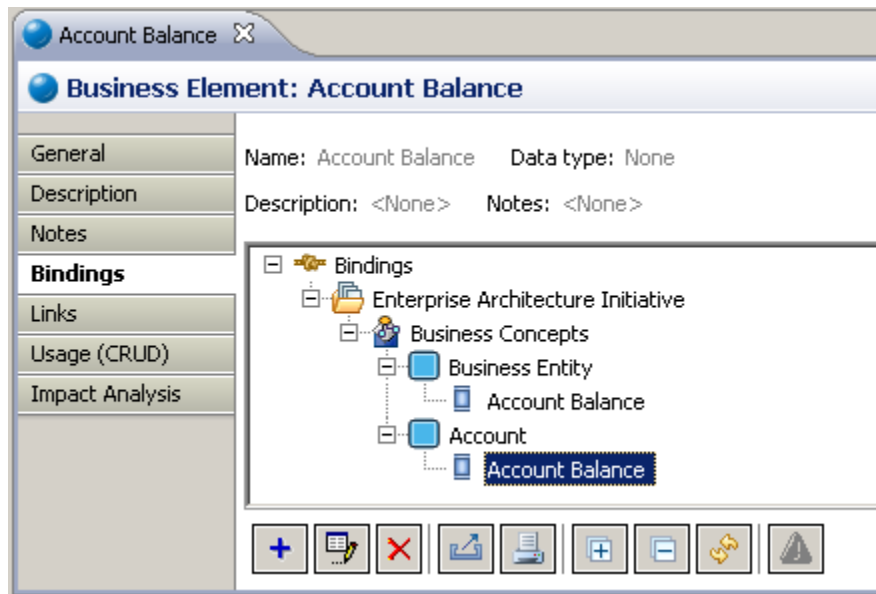 Account Balance
Business Element: Account Balance
General
Description
Notes
Bindings
Links
Usage (CRUD)
Impact Analysis
Name: Account Balance Data type: None
Description: <None> Notes: <None>
Bindings
Enterprise Architecture Initiative
Business Concepts
Business Entity
Account Balance
Account
Account Balance